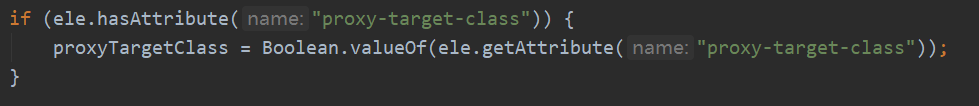 if (ele.hasAttribute( name: "proxy-target-class")) {
proxyTargetClass = Boolean.valueOf(ele.getAttribute( name: "proxy-target-class"));
}